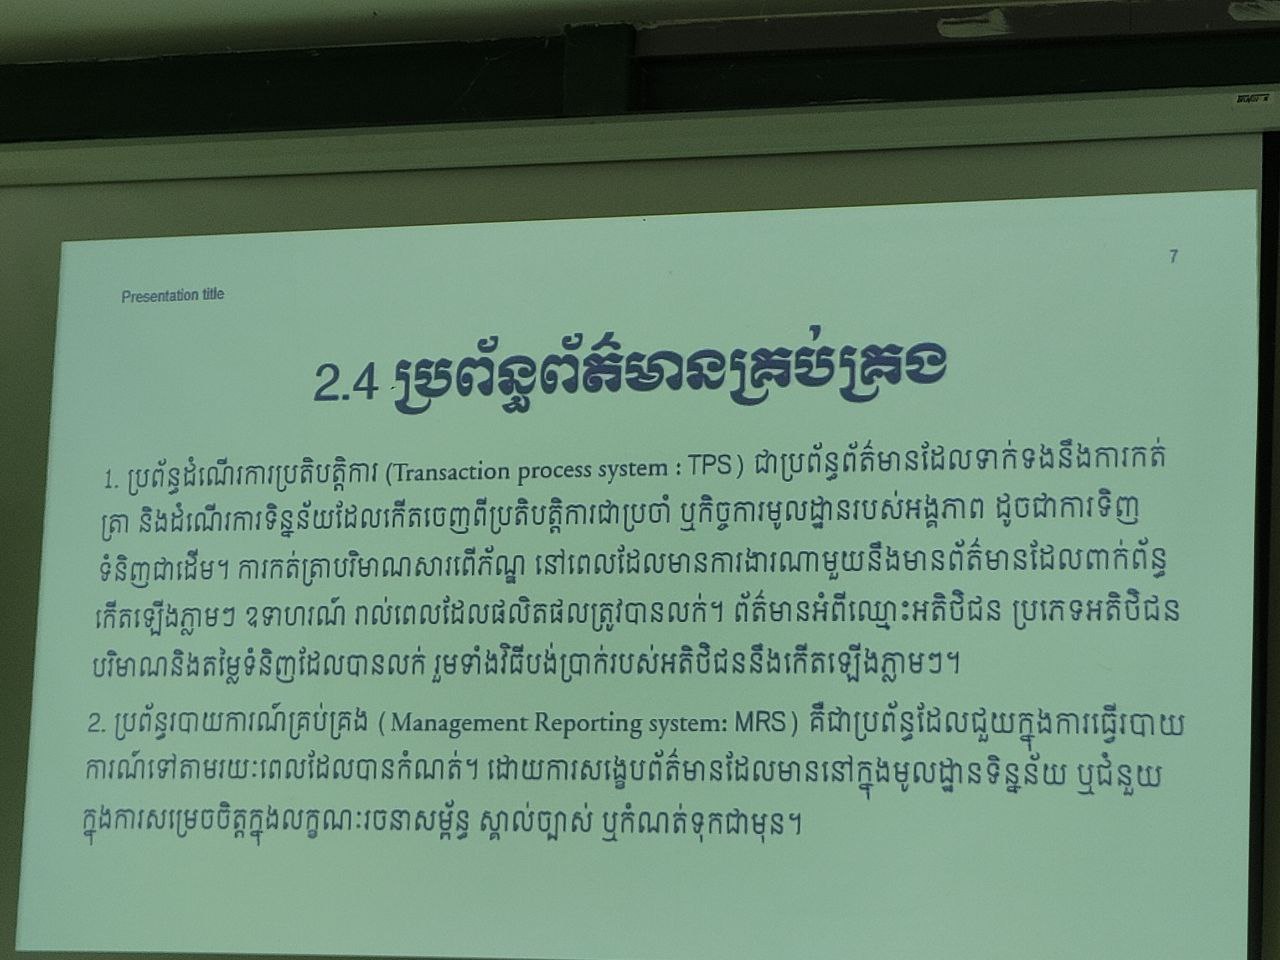 7
Presentation title
2.4 ប្រព័ន្ធព័ត៌មានគ្រប់គ្រង
1. ប្រព័ន្ធដំណើរការប្រតិបត្តិការ (Transaction process system : TPS) ជាប្រព័ន្ធព័ត៌មានដែលទាក់ទងនឹងការកត់
ត្រា និងដំណើរការទិន្នន័យដែលកើតចេញពីប្រតិបត្តិការជាប្រចាំ ឬកិច្ចការមូលដ្ឋានរបស់អង្គភាព ដូចជាការទិញ
ទំនិញជាដើម។ ការកត់ត្រាបរិមាណសារពើភ័ណ្ឌ នៅពេលដែលមានការងារណាមួយនឹងមានព័ត៌មានដែលពាក់ព័ន្ធ
កើតឡើងភ្លាមៗ ឧទាហរណ៍ រាល់ពេលដែលផលិតផលត្រូវបានលក់។ ព័ត៌មានអំពីឈ្មោះអតិថិជន ប្រភេទអតិថិជន
បរិមាណនិងតម្លៃទំនិញដែលបានលក់ រួមទាំងវិធីបង់ប្រាក់របស់អតិថិជននឹងកើតឡើងភ្លាមៗ។
2. ប្រព័ន្ធរបាយការណ៍គ្រប់គ្រង (Management Reporting system: MRS) គឺជាប្រព័ន្ធដែលជួយក្នុងការធ្វើរបាយ
ការណ៍ទៅតាមរយៈពេលដែលបានកំណត់។ ដោយការសង្ខេបព័ត៌មានដែលមាននៅក្នុងមូលដ្ឋានទិន្នន័យ ឬជំនួយ
ក្នុងការសម្រេចចិត្តក្នុងលក្ខណៈរចនាសម្ព័ន្ធ ស្គាល់ច្បាស់ ឬកំណត់ទុកជាមុន។